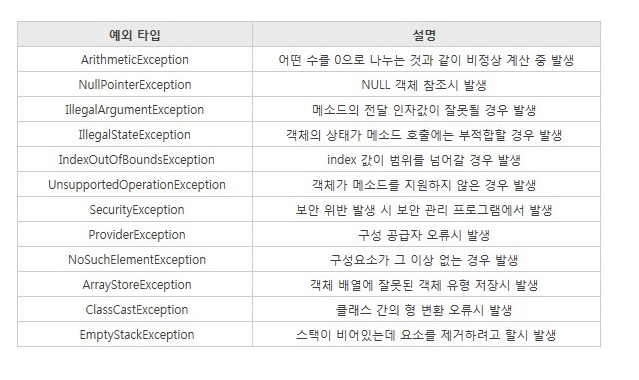 예외 타입 설명
ArithmeticException 어떤 수를 0으로 나누는 것과 같이 비정상 계산 중 발생
NullPointerException NULL 객체 참조시 발생
IllegalArgumentException 메소드의 전달 인자값이 잘못될 경우 발생
IllegalStateException 객체의 상태가 메소드 호출에는 부적합할 경우 발생
IndexOutOfBoundsException index 값이 범위를 넘어갈 경우 발생
UnsupportedOperationException 객체가 메소드를 지원하지 않은 경우 발생
SecurityException 보안 위반 발생 시 보안 관리 프로그램에서 발생
ProviderException 구성 공급자 오류시 발생
NoSuchElementException 구성요소가 그 이상 없는 경우 발생
ArrayStoreException 객체 배열에 잘못된 객체 유형 저장시 발생
ClassCastException 클래스 간의 형 변환 오류시 발생
EmptyStackException 스택이 비어있는데 요소를 제거하려고 할시 발생